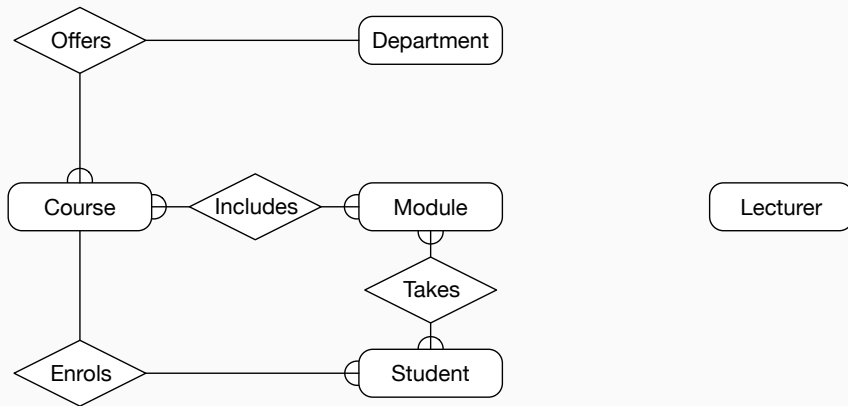 Offers
Department
Course
Includes
Module
Lecturer
Takes
Enrols
Student